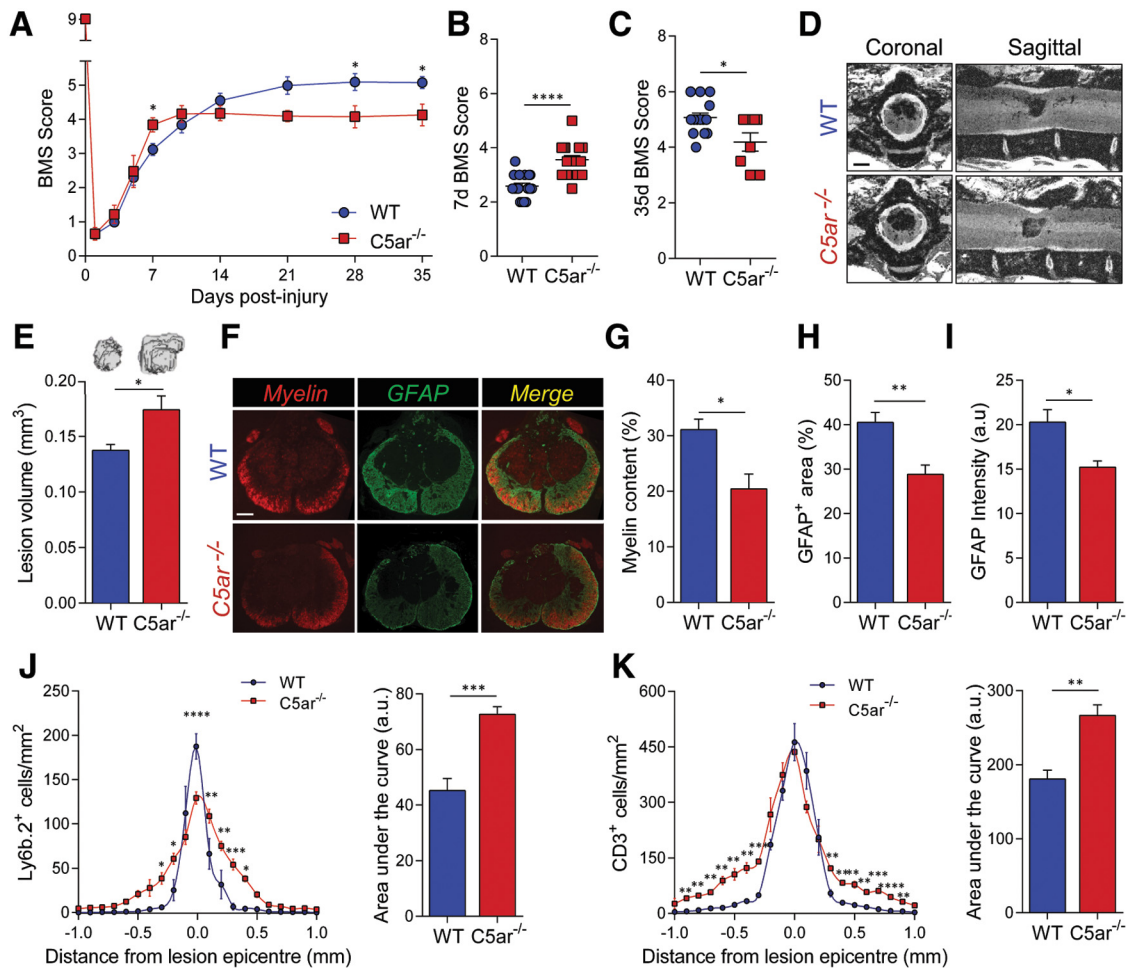 A
9
5
4
3
2
1
0
BMS Score
*
*
*
WT
C5ar-/-
0
7
14
21
28
35
Days post-injury
B
8
6
4
2
0
7d BMS Score
****
WT C5ar-/-
C
8
6
4
2
0
35d BMS Score
*
WT C5ar-/-
D
Coronal
Sagittal
WT
C5ar-/-
E
0.20
0.15
0.10
0.05
0.00
Lesion volume (mm3)
*
WT C5ar-/-
F
Myelin
GFAP
Merge
WT
C5ar-/-
G
40
30
20
10
0
Myelin content (%)
*
WT C5ar-/-
H
50
40
30
20
10
0
GFAP+ area (%)
**
WT C5ar-/-
I
25
20
15
10
5
0
GFAP Intensity (a.u)
*
WT C5ar-/-
J
250
200
150
100
50
0
Ly6b.2+ cells/mm2
WT
C5ar-/-
****
**
**
***
*
*
*
-1.0
-0.5
0.0
0.5
1.0
Distance from lesion epicentre (mm)
80
60
40
20
0
Area under the curve (a.u.)
***
WT C5ar-/-
K
600
450
300
150
0
CD3+ cells/mm2
WT
C5ar-/-
-1.0
-0.5
0.0
0.5
1.0
Distance from lesion epicentre (mm)
300
200
100
0
Area under the curve (a.u.)
**
WT C5ar-/-